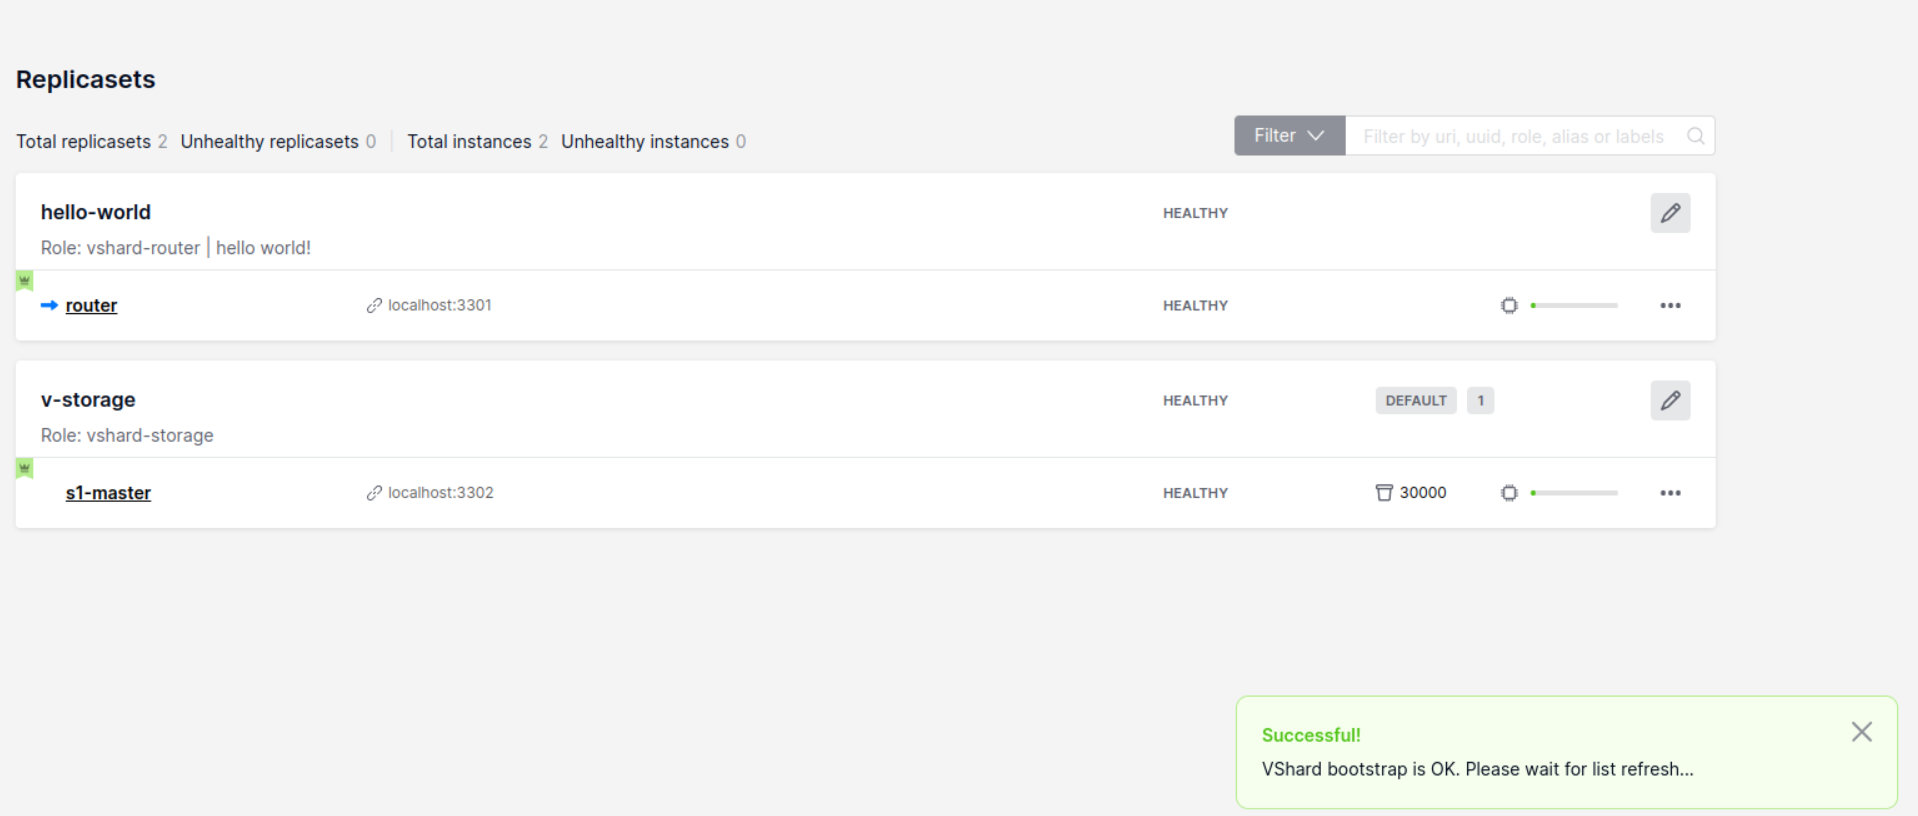 Replicasets
Total replicasets 2 Unhealthy replicasets 0 Total instances 2 Unhealthy instances 0
Filter Filter by uri, uuid, role, alias or labels
hello-world HEALTHY
Role: vshard-router | hello world!
router localhost:3301 HEALTHY
v-storage HEALTHY DEFAULT 1
Role: vshard-storage
s1-master localhost:3302 HEALTHY 30000
Successful!
VShard bootstrap is OK. Please wait for list refresh...